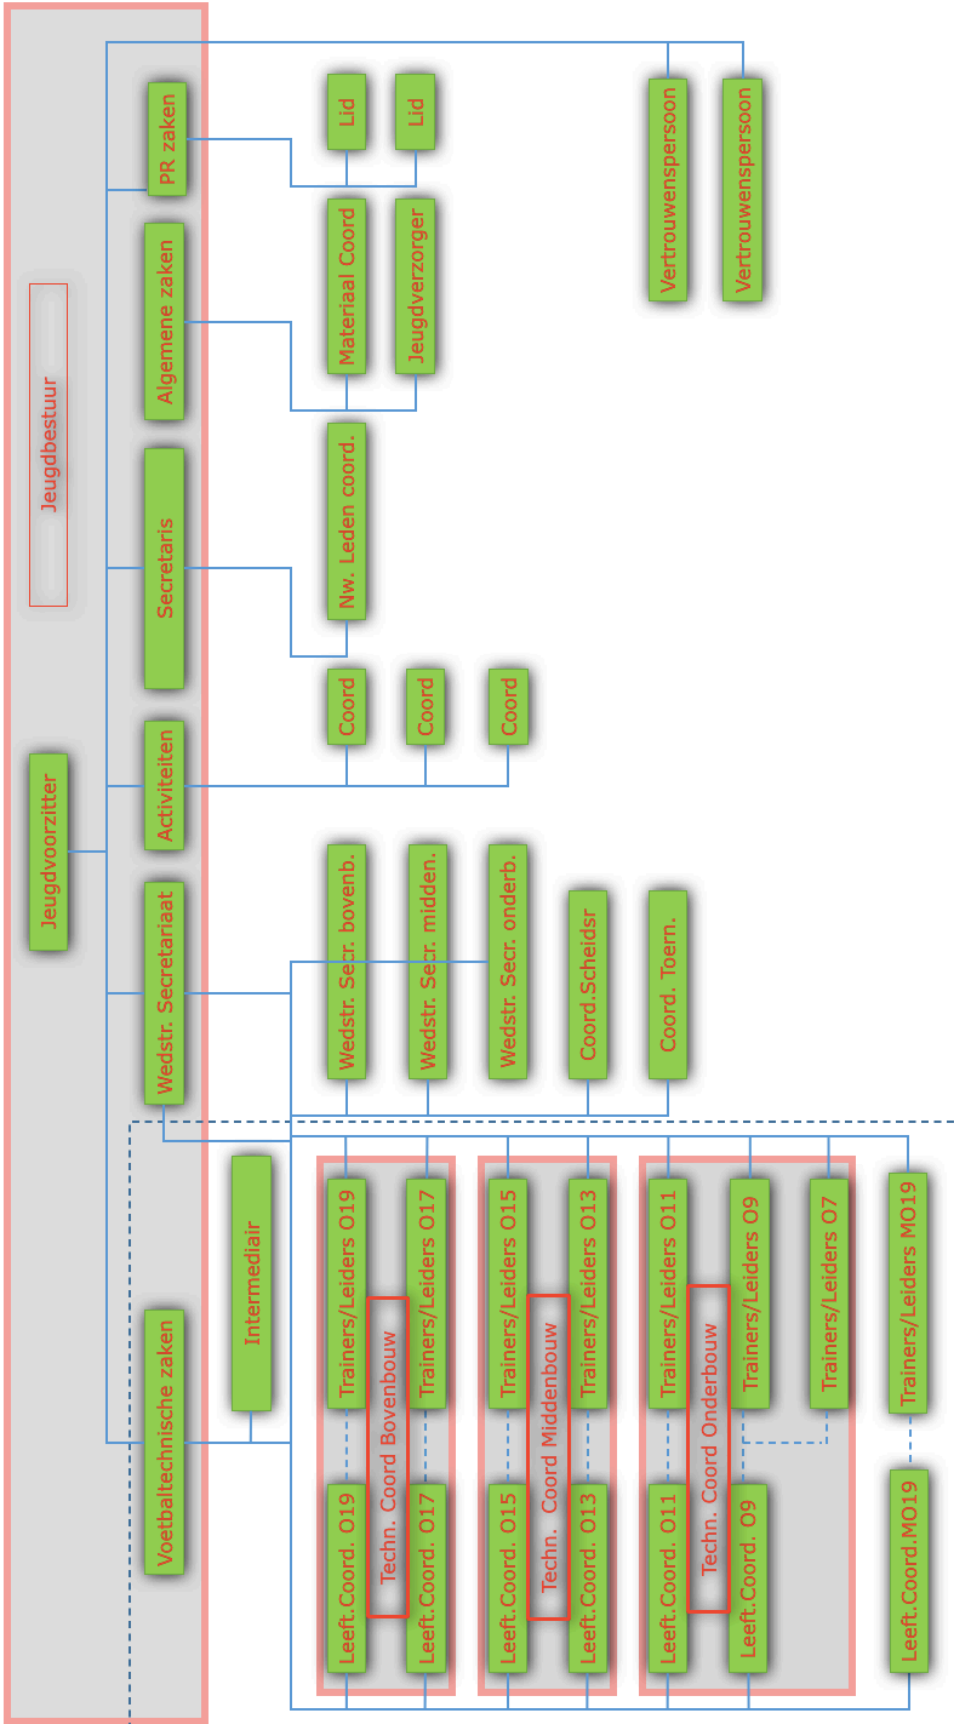 Jeugdbestuur
Jeugdvoorzitter
Voetbaltechnische zaken
Wedstr. Secretariaat
Activiteiten
Secretaris
Algemene zaken
PR zaken
Intermediair
Leeft.Coord. O19
Trainers/Leiders O19
Wedstr. Secr. bovenb.
Coord
Nw. Leden coord.
Materiaal Coord
Lid
Techn. Coord Bovenbouw
Leeft.Coord. O17
Trainers/Leiders O17
Wedstr. Secr. midden.
Coord
Jeugdverzorger
Lid
Leeft.Coord. O15
Trainers/Leiders O15
Wedstr. Secr. onderb.
Coord
Techn. Coord Middenbouw
Leeft.Coord. O13
Trainers/Leiders O13
Coord.Scheidsr
Leeft.Coord. O11
Trainers/Leiders O11
Coord. Toern.
Vertrouwenspersoon
Techn. Coord Onderbouw
Leeft.Coord. O9
Trainers/Leiders O9
Vertrouwenspersoon
Trainers/Leiders O7
Leeft.Coord.MO19
Trainers/Leiders MO19